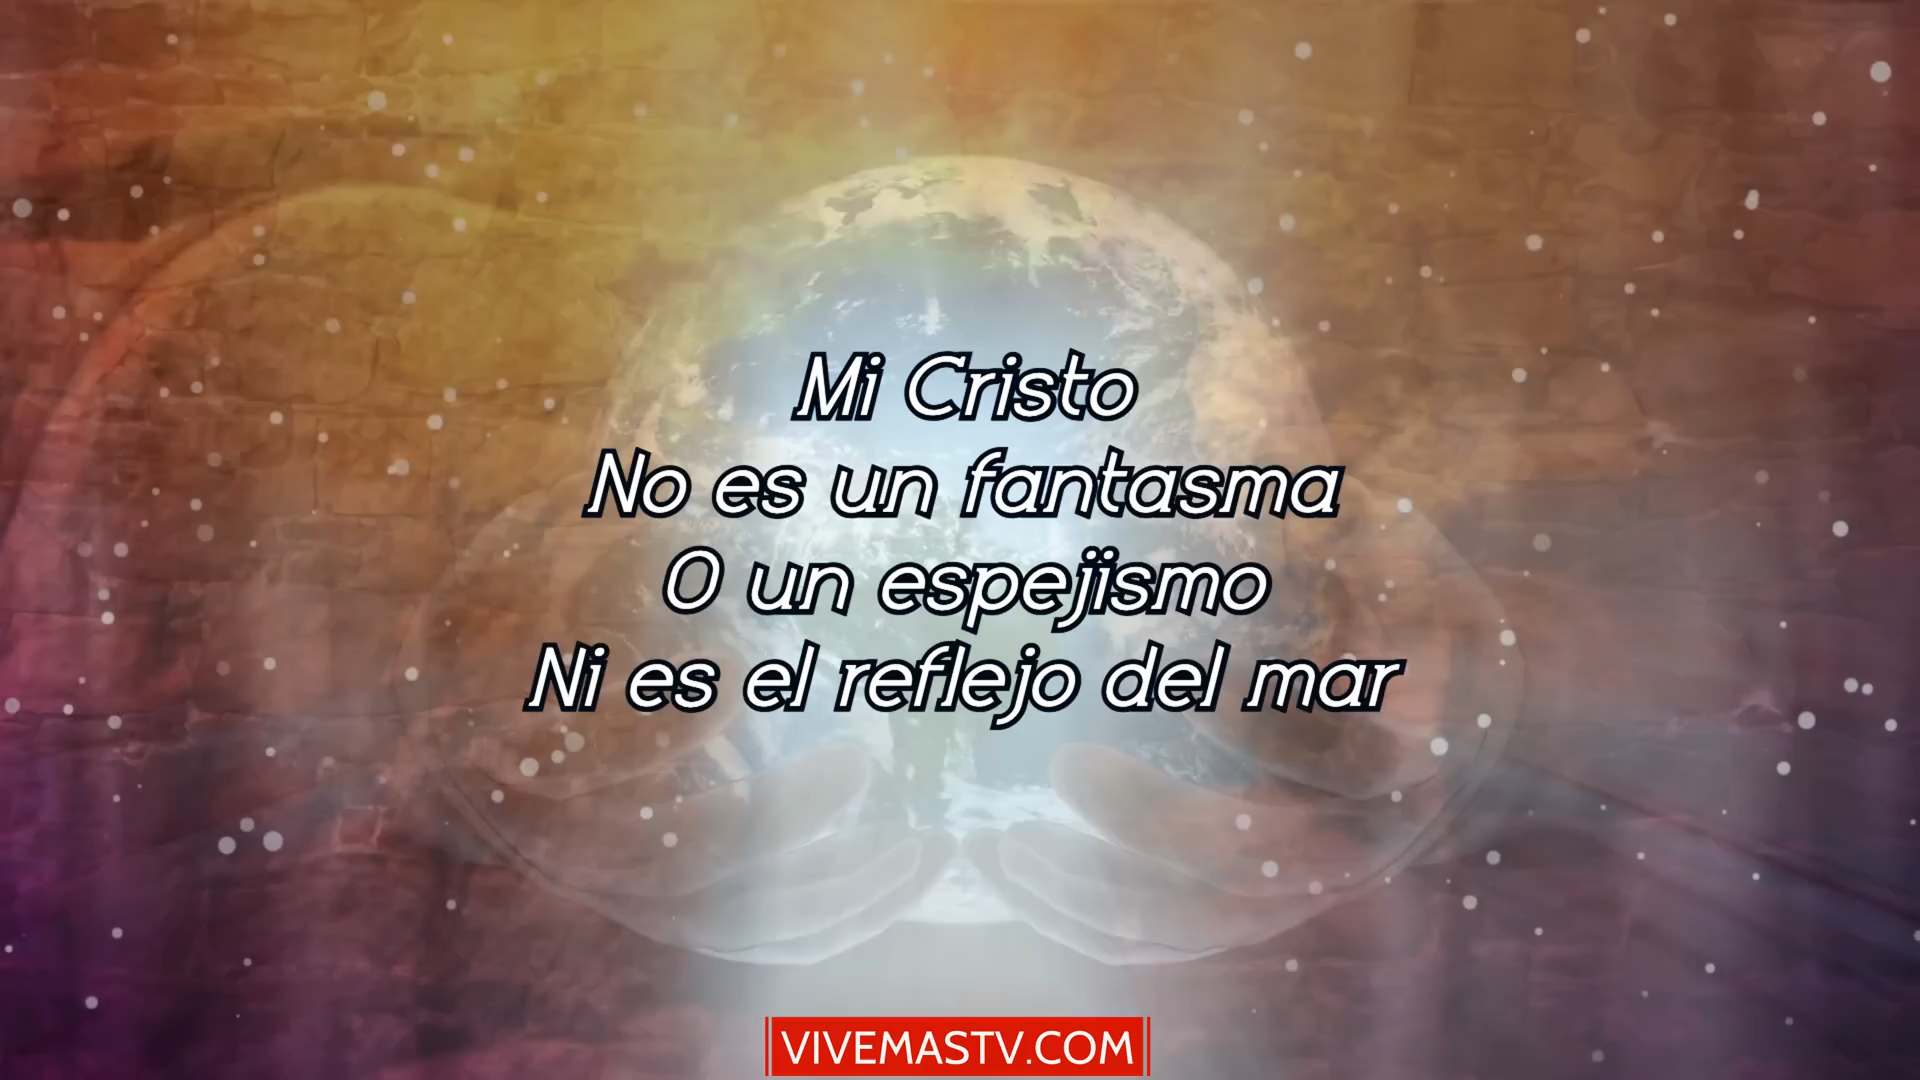 Mi Cristo
No es un fantasma
O un espejismo
Ni es el reflejo del mar
VIVEMASTV.COM